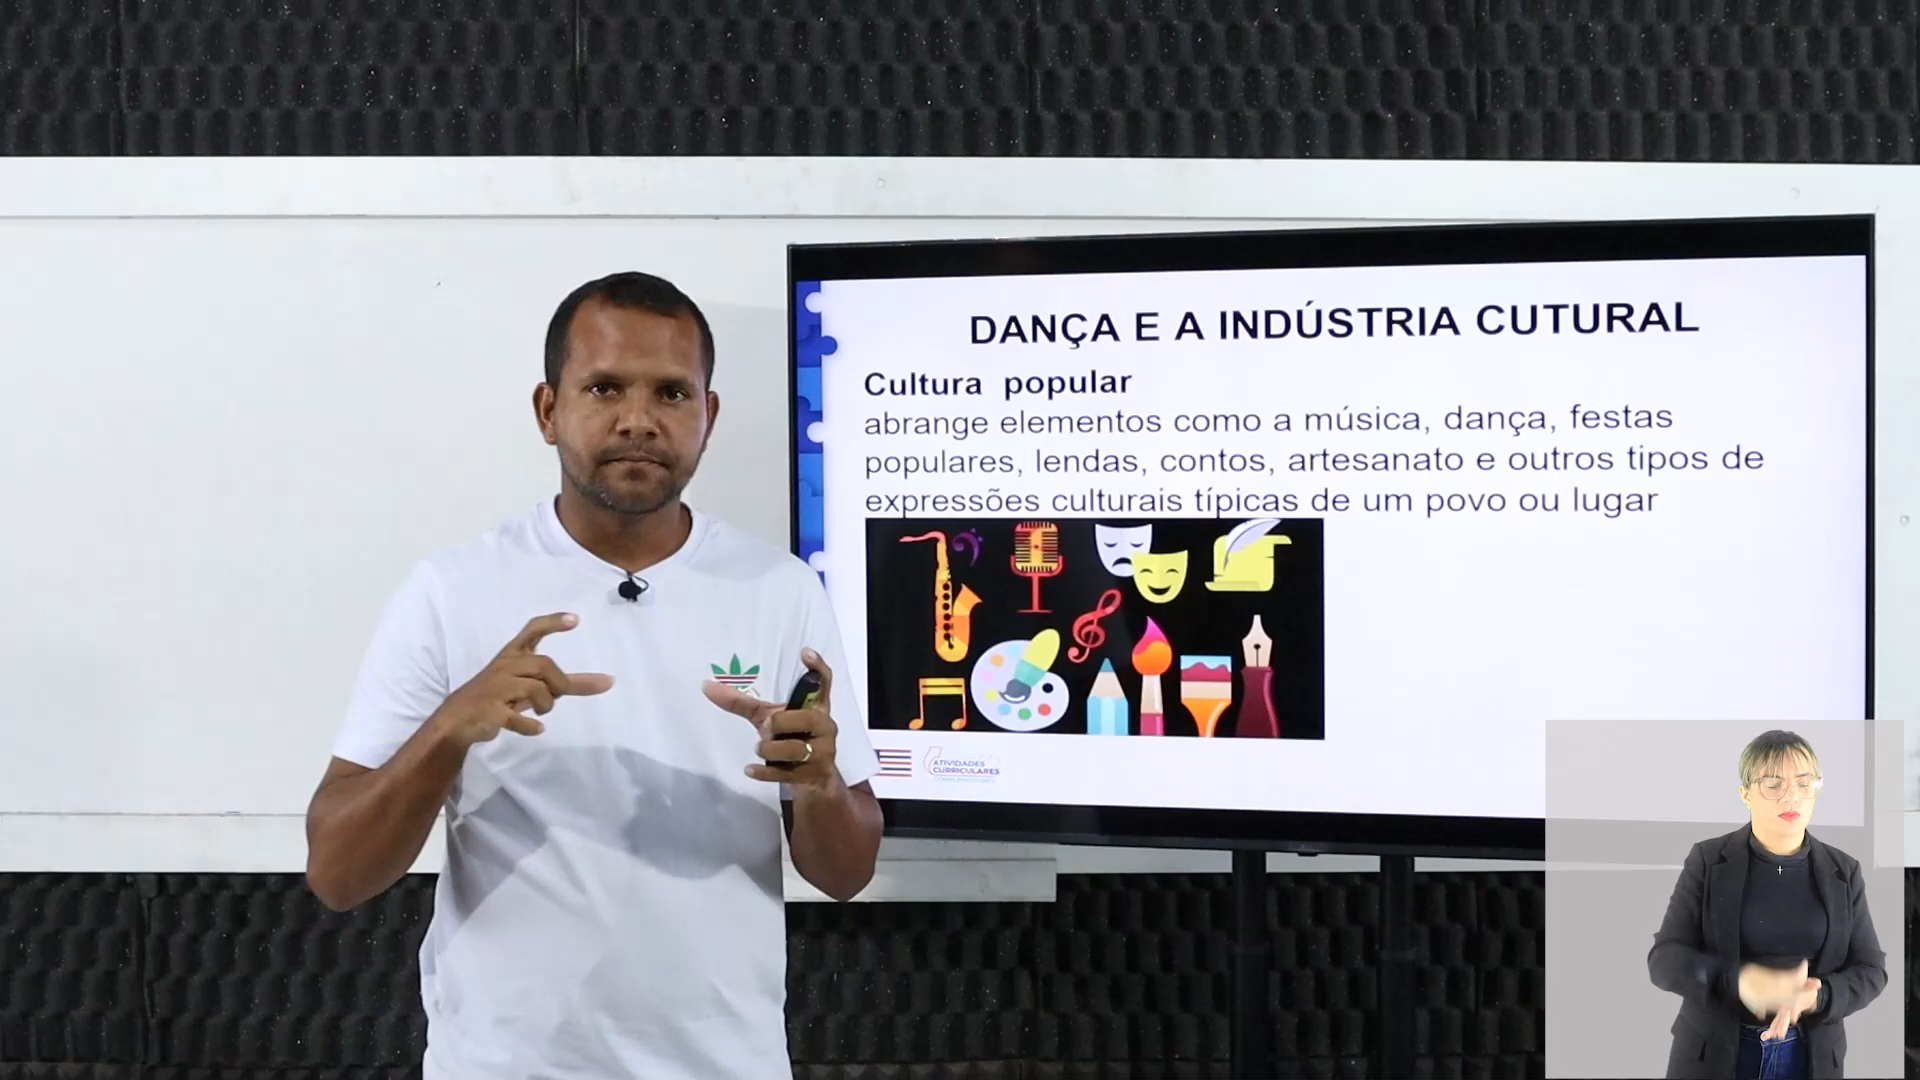 DANÇA E A INDÚSTRIA CUTURAL
Cultura popular
abrange elementos como a música, dança, festas
populares, lendas, contos, artesanato e outros tipos de
expressões culturais típicas de um povo ou lugar
ATIVIDADES
CURRICULARES